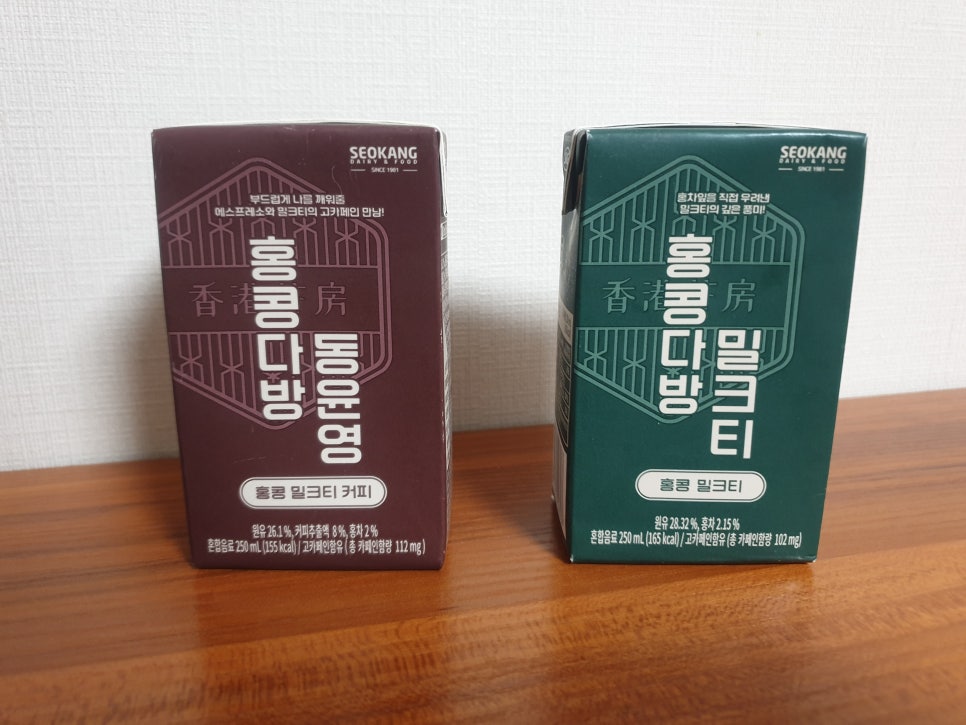 SEOKANG
DAIRY & FOOD
SINCE 1981
부드럽게 나를 깨워줄
에스프레소와 밀크티의 고카페인 만남!
홍콩다방
동윤영
香港 房
홍콩 밀크티 커피
원유 26.1 %, 커피추출액 8 %, 홍차 2 %
혼합음료 250 mL (155 kcal) / 고카페인함유 ( 총 카페인함량 112 mg )
SEOKANG
DAIRY & FOOD
SINCE 1981
홍차잎을 직접 우려낸
밀크티의 깊은 풍미!
홍콩다방
밀크티
香港 房
홍콩 밀크티
원유 28.32 %, 홍차 2.15 %
혼합음료 250 mL (165 kcal) / 고카페인함유 (총 카페인함량 102 mg)